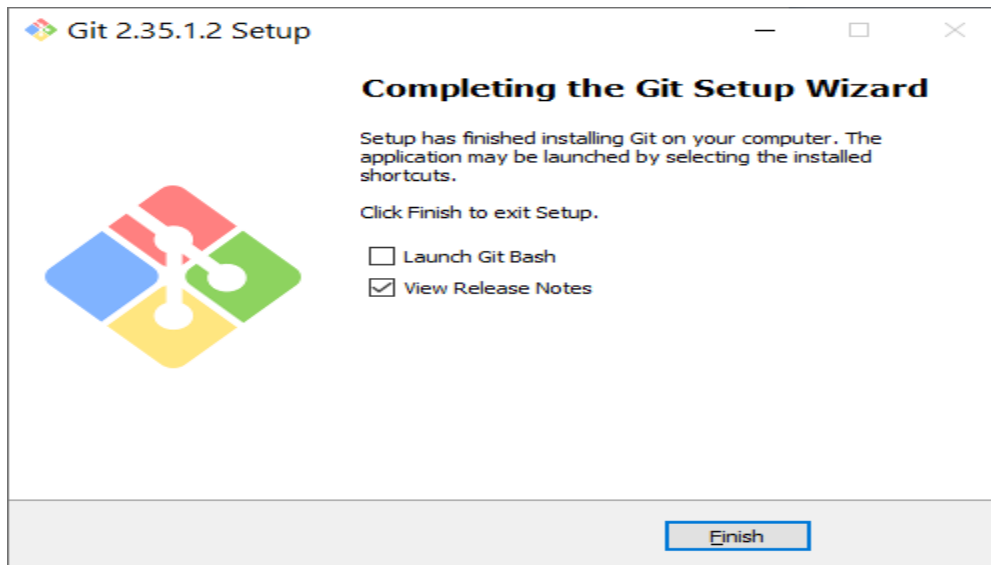 Git 2.35.1.2 Setup
Completing the Git Setup Wizard
Setup has finished installing Git on your computer. The
application may be launched by selecting the installed
shortcuts.
Click Finish to exit Setup.
Launch Git Bash
View Release Notes
Finish